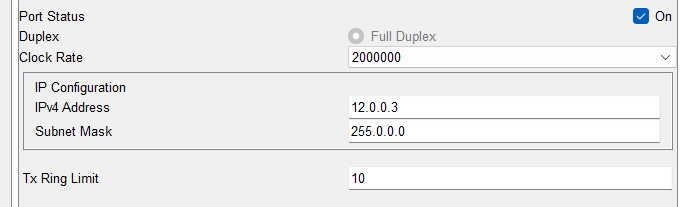 Port Status On
Duplex Full Duplex
Clock Rate 2000000
IP Configuration
IPv4 Address 12.0.0.3
Subnet Mask 255.0.0.0
Tx Ring Limit 10